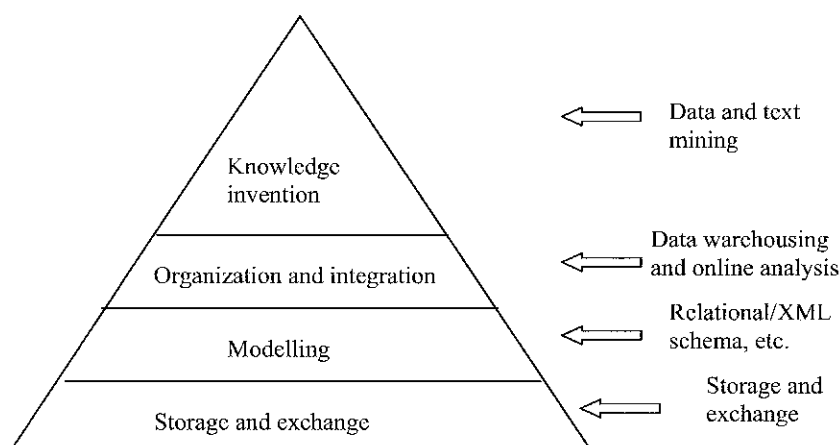 Data and text
mining
Knowledge
invention
Data warehousing
and online analysis
Organization and integration
Relational/XML
schema, etc.
Modelling
Storage and
exchange
Storage and exchange